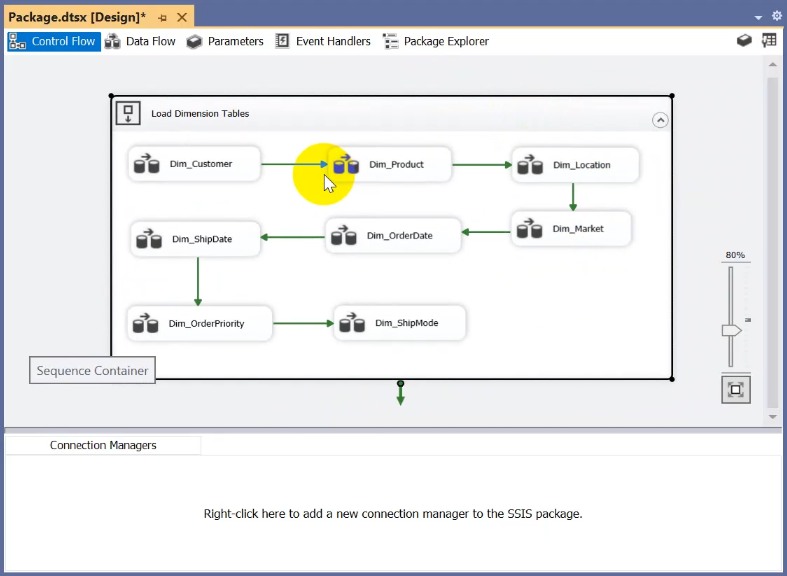 Package.dtsx [Design]*
Control Flow Data Flow Parameters Event Handlers Package Explorer
Load Dimension Tables
Dim_Customer Dim_Product Dim_Location
Dim_ShipDate Dim_OrderDate Dim_Market
80%
Dim_OrderPriority Dim_ShipMode
Sequence Container
Connection Managers
Right-click here to add a new connection manager to the SSIS package.